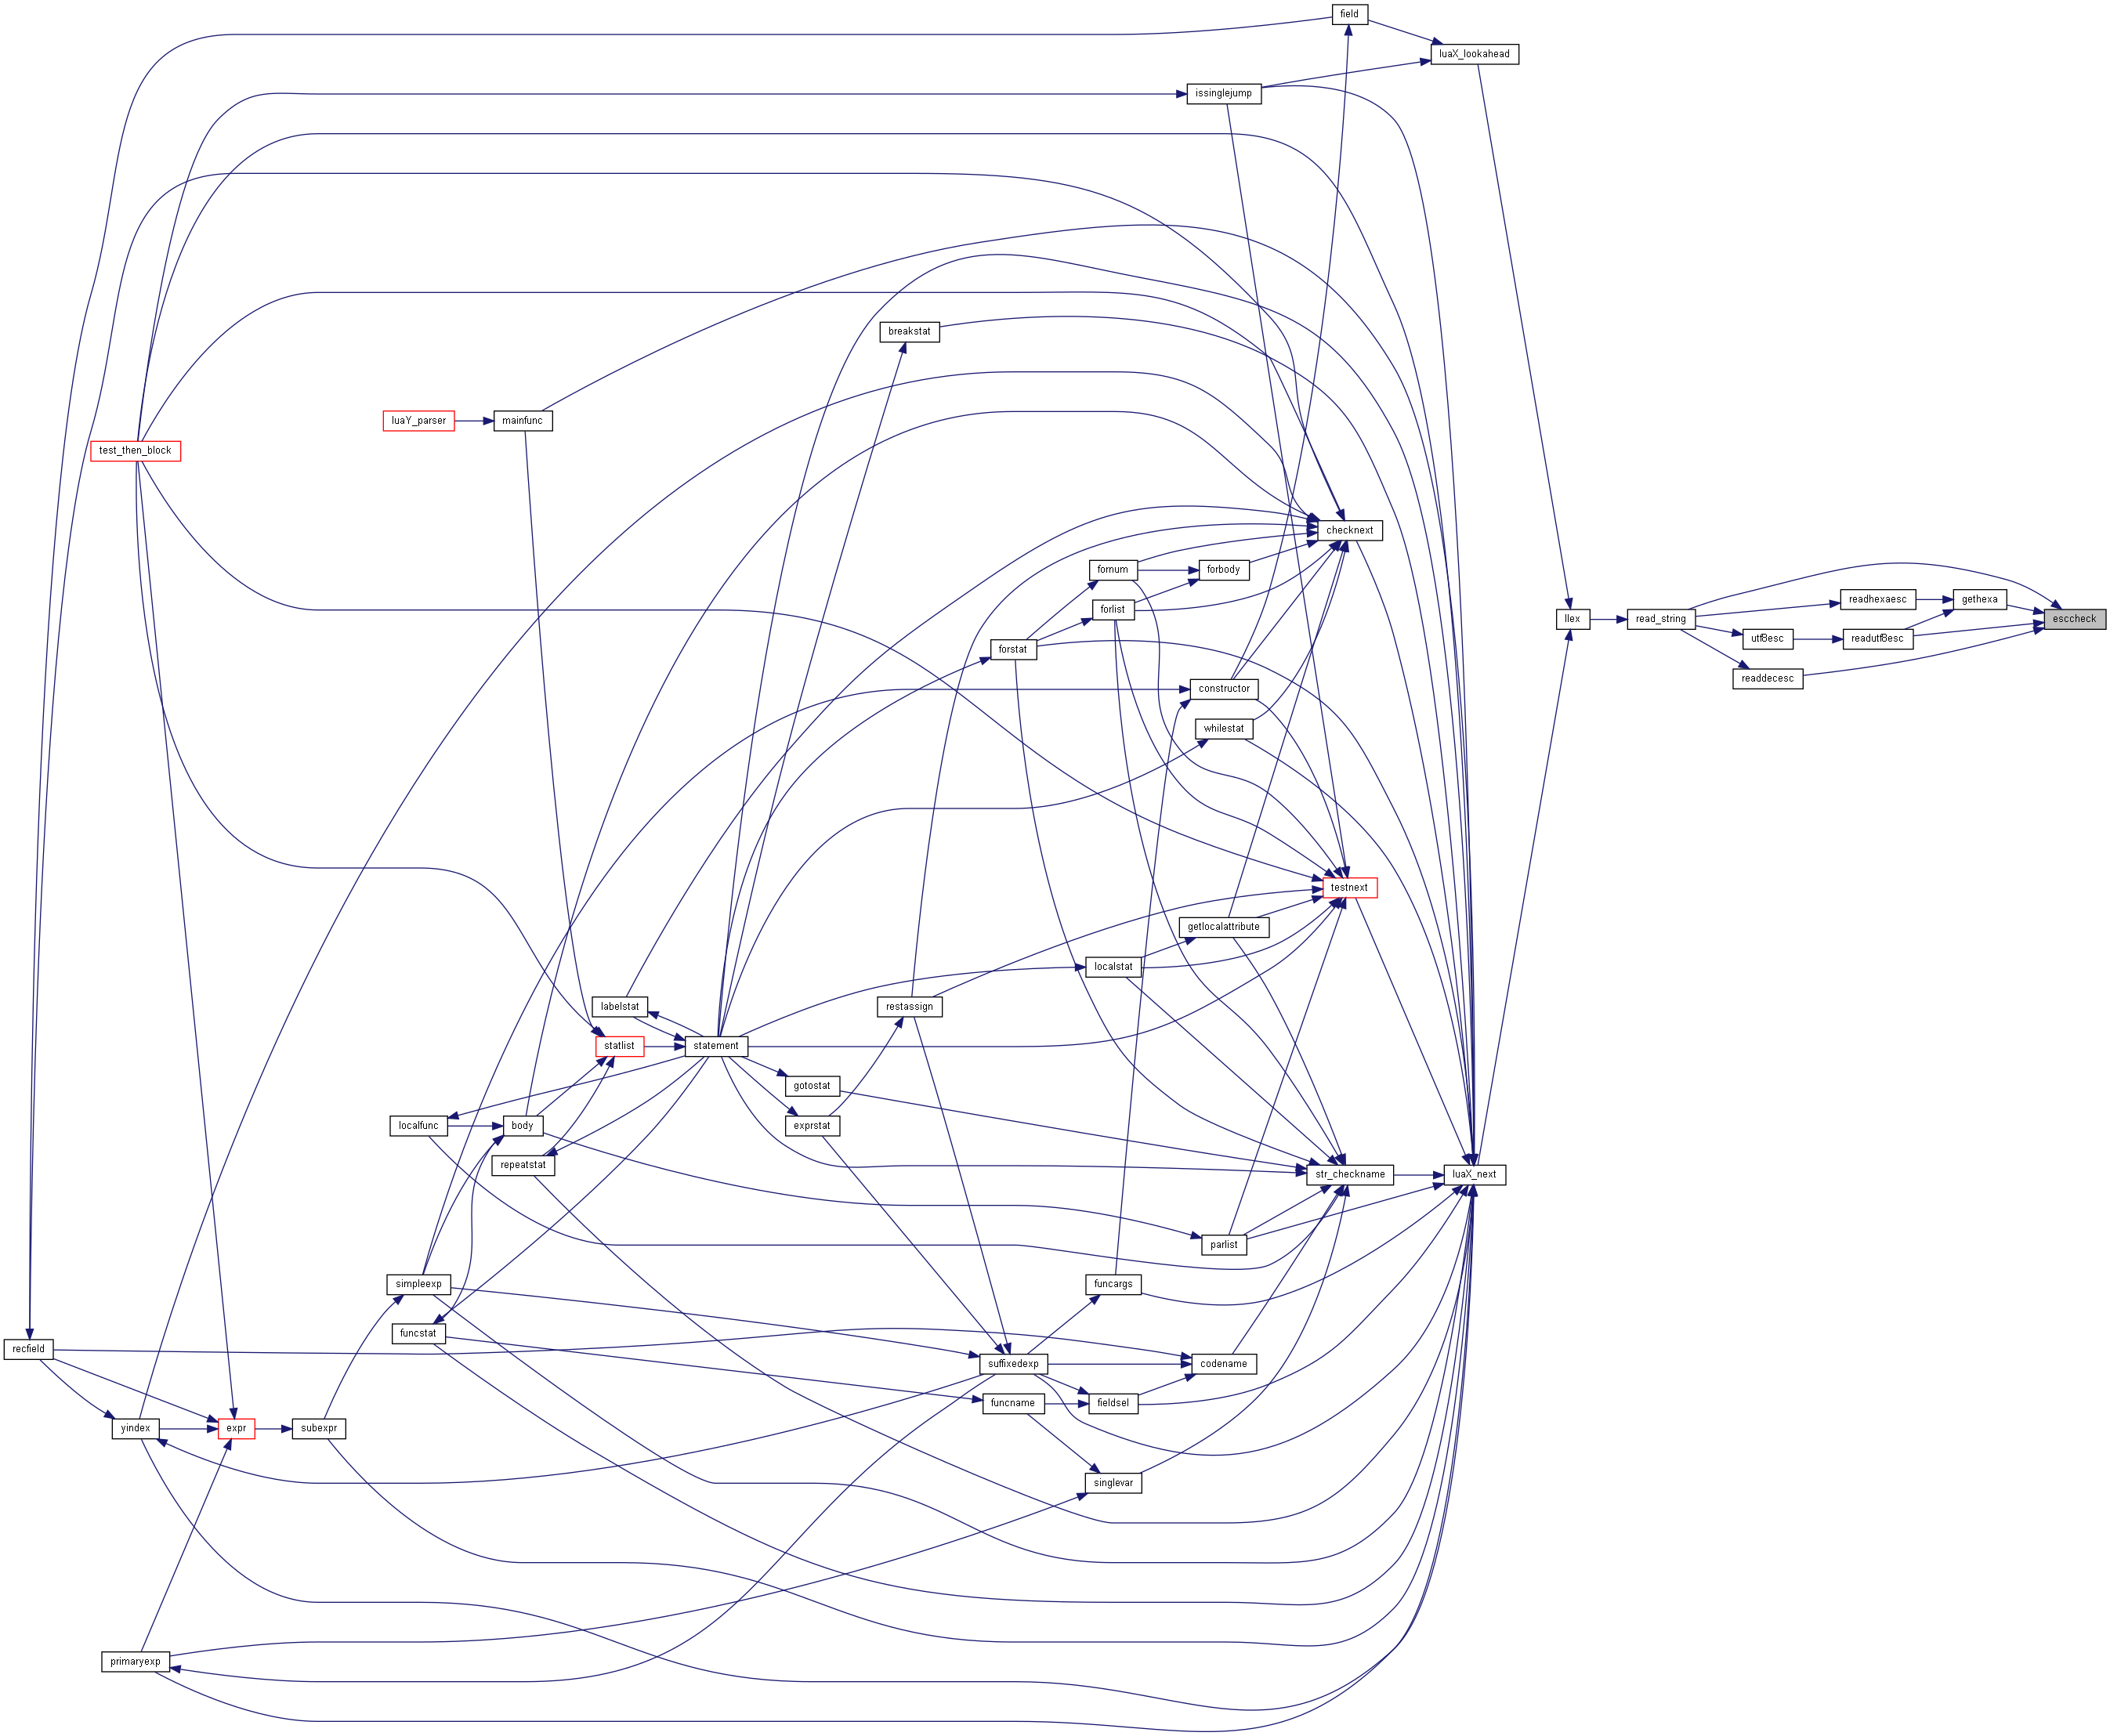 field
luaX_lookahead
issinglejump
breakstat
luaY_parser
mainfunc
test_then_block
checknext
fornum
forbody
readhexaesc
gethexa
forlist
llex
read_string
esccheck
forstat
utf8esc
readutf8esc
readdecesc
constructor
whilestat
testnext
getlocalattribute
localstat
labelstat
restassign
statlist
statement
gotostat
localfunc
body
exprstat
repeatstat
str_checkname
luaX_next
parlist
simpleexp
funcargs
funcstat
recfield
suffixedexp
codename
funcname
fieldsel
yindex
expr
subexpr
singlevar
primaryexp